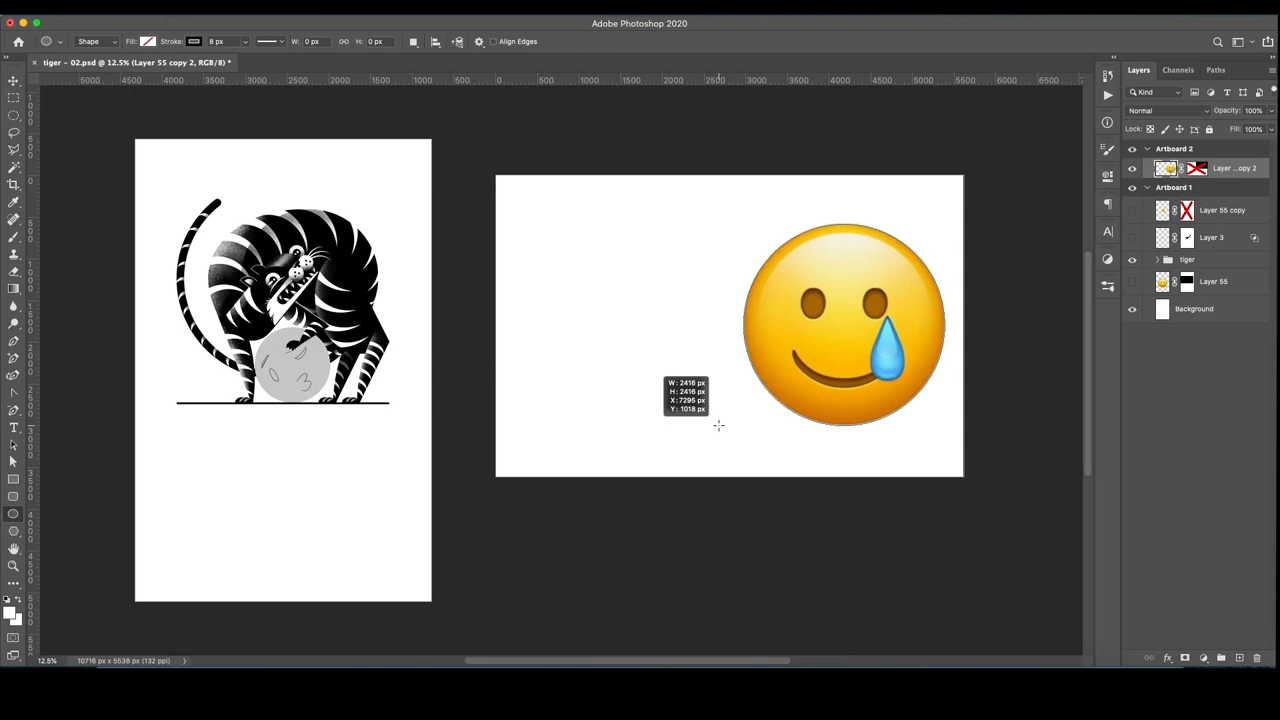 Adobe Photoshop 2020
Shape Fill: Stroke: 8 px W: 0 px H: 0 px Align Edges
tiger - 02.psd @ 12.5% (Layer 55 copy 2, RGB/8) *
5000 4500 4000 3500 3000 2500 2000 1500 1000 500 0 500 1000 1500 2000 2500 3000 3500 4000 4500 5000 5500 6000 6500
Layers Channels Paths
Kind
Normal Opacity: 100%
Lock: Fill: 100%
Artboard 2
Layer ...opy 2
Artboard 1
Layer 55 copy
Layer 3
tiger
Layer 55
Background
W: 2416 px
H: 2416 px
X: 7295 px
Y: 1018 px
12.5% 10716 px x 5538 px (132 ppi)